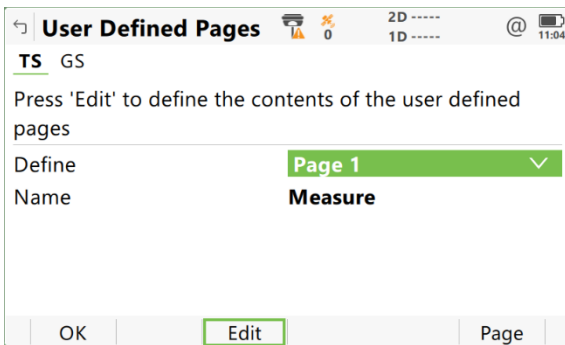 User Defined Pages 0 2D ----- 1D ----- @ 11:04
TS GS
Press 'Edit' to define the contents of the user defined
pages
Define Page 1
Name Measure
OK Edit Page